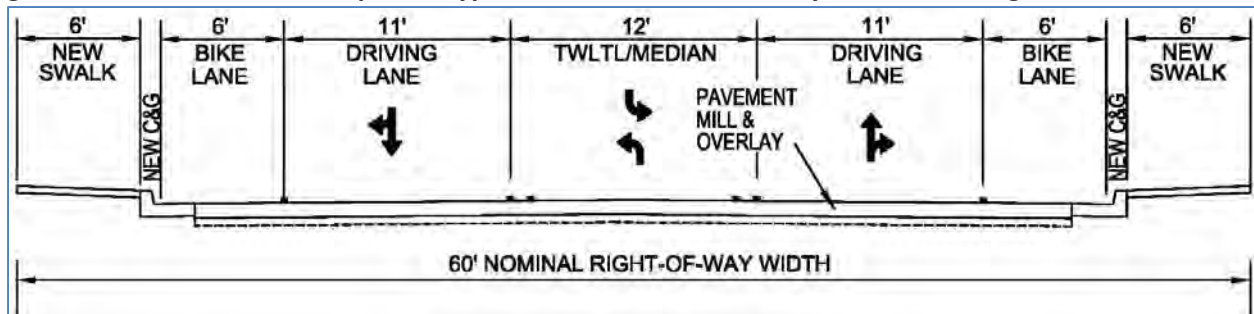 6'
6'
11'
12'
11'
6'
6'
NEW
SWALK
BIKE
LANE
DRIVING
LANE
TWLTL/MEDIAN
DRIVING
LANE
BIKE
LANE
NEW
SWALK
NEW C&G
PAVEMENT
MILL &
OVERLAY
NEW C&G
60' NOMINAL RIGHT-OF-WAY WIDTH